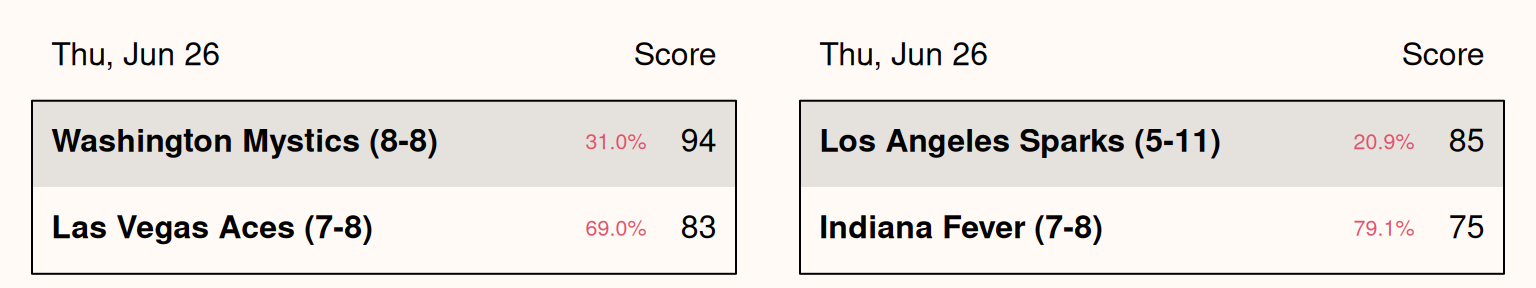 Thu, Jun 26 Score
Washington Mystics (8-8) 31.0% 94
Las Vegas Aces (7-8) 69.0% 83
Thu, Jun 26 Score
Los Angeles Sparks (5-11) 20.9% 85
Indiana Fever (7-8) 79.1% 75